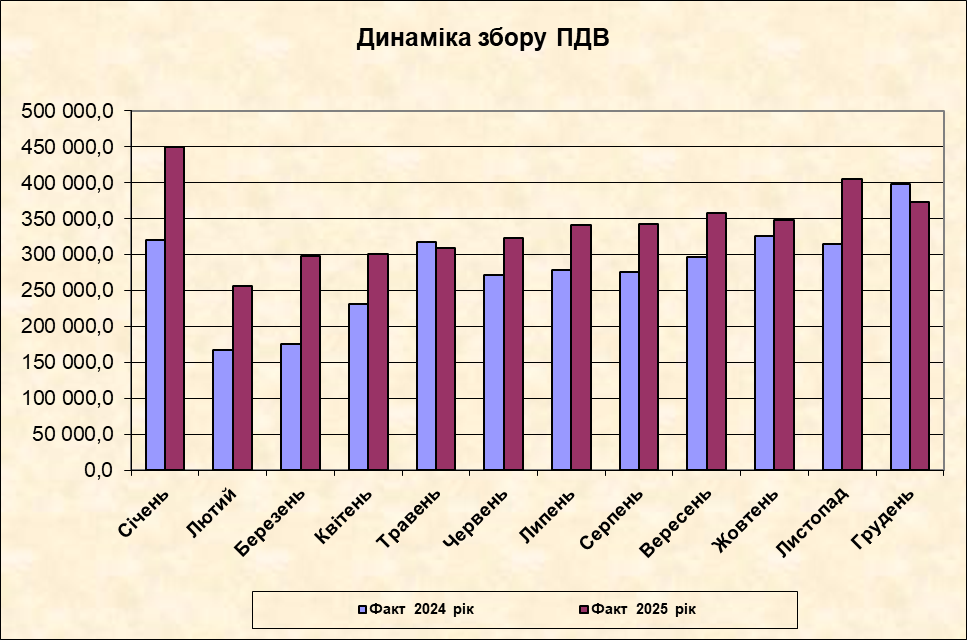 Динаміка збору ПДВ
500 000,0
450 000,0
400 000,0
350 000,0
300 000,0
250 000,0
200 000,0
150 000,0
100 000,0
50 000,0
0,0
Січень
Лютий
Березень
Квітень
Травень
Червень
Липень
Серпень
Вересень
Жовтень
Листопад
Грудень
Факт 2024 рік
Факт 2025 рік